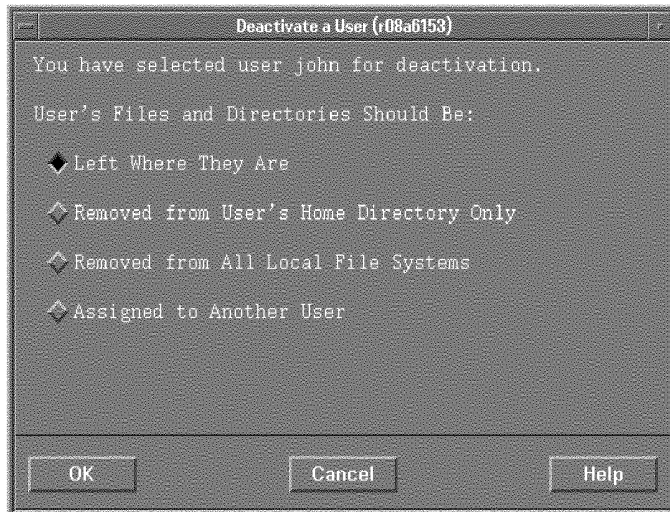 Deactivate a User (r08a6153)
You have selected user john for deactivation.
User's Files and Directories Should Be:
Left Where They Are
Removed from User's Home Directory Only
Removed from All Local File Systems
Assigned to Another User
OK Cancel Help